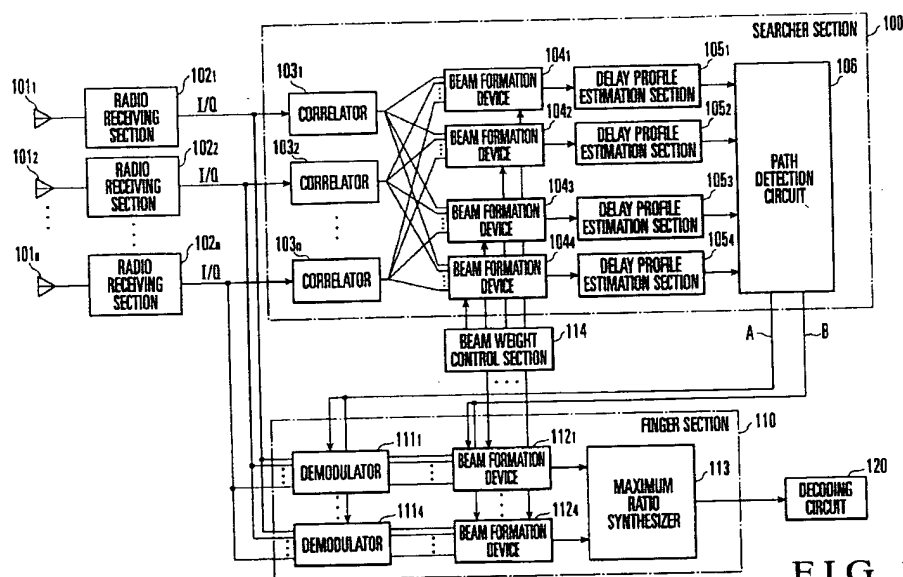 SEARCHER SECTION
100
101₁
RADIO
RECEIVING
SECTION
102₁
I/Q
103₁
CORRELATOR
104₁
BEAM FORMATION
DEVICE
105₁
DELAY PROFILE
ESTIMATION SECTION
106
PATH
DETECTION
CIRCUIT
101₂
RADIO
RECEIVING
SECTION
102₂
I/Q
103₂
CORRELATOR
104₂
BEAM FORMATION
DEVICE
105₂
DELAY PROFILE
ESTIMATION SECTION
104₃
BEAM FORMATION
DEVICE
105₃
DELAY PROFILE
ESTIMATION SECTION
101ₙ
RADIO
RECEIVING
SECTION
102ₙ
I/Q
103ₙ
CORRELATOR
104₄
BEAM FORMATION
DEVICE
105₄
DELAY PROFILE
ESTIMATION SECTION
BEAM WEIGHT
CONTROL SECTION
114
A
B
FINGER SECTION
110
111₁
DEMODULATOR
112₁
BEAM FORMATION
DEVICE
113
MAXIMUM
RATIO
SYNTHESIZER
120
DECODING
CIRCUIT
111₄
DEMODULATOR
112₄
BEAM FORMATION
DEVICE
FIG